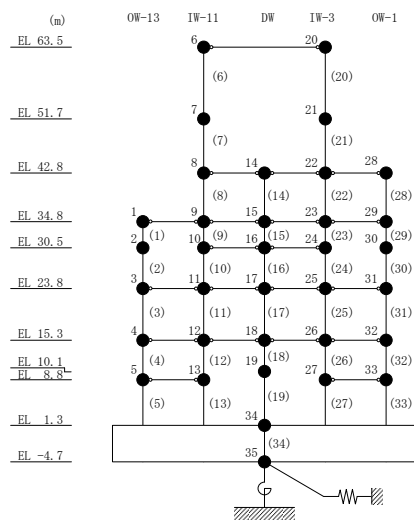 (m) OW-13 IW-11 DW IW-3 OW-1
EL 63.5 6 20
(6) (20)
EL 51.7 7 21
(7) (21)
EL 42.8 8 14 22 28
(8) (14) (22) (28)
EL 34.8 1 9 15 23 29
(1) (9) (15) (23) (29)
EL 30.5 2 10 16 24 30
(2) (10) (16) (24) (30)
EL 23.8 3 11 17 25 31
(3) (11) (17) (25) (31)
EL 15.3 4 12 18 26 32
(4) (12) (18) (26) (32)
EL 10.1 19
EL 8.8 5 13 27 33
(5) (13) (19) (27) (33)
EL 1.3 34
(34)
EL -4.7 35